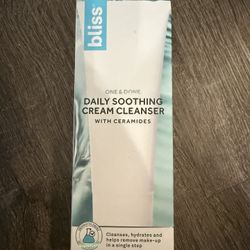 bliss
ONE & DONE
DAILY SOOTHING
CREAM CLEANSER
WITH CERAMIDES
Cleanses, hydrates and
helps remove make-up
in a single step